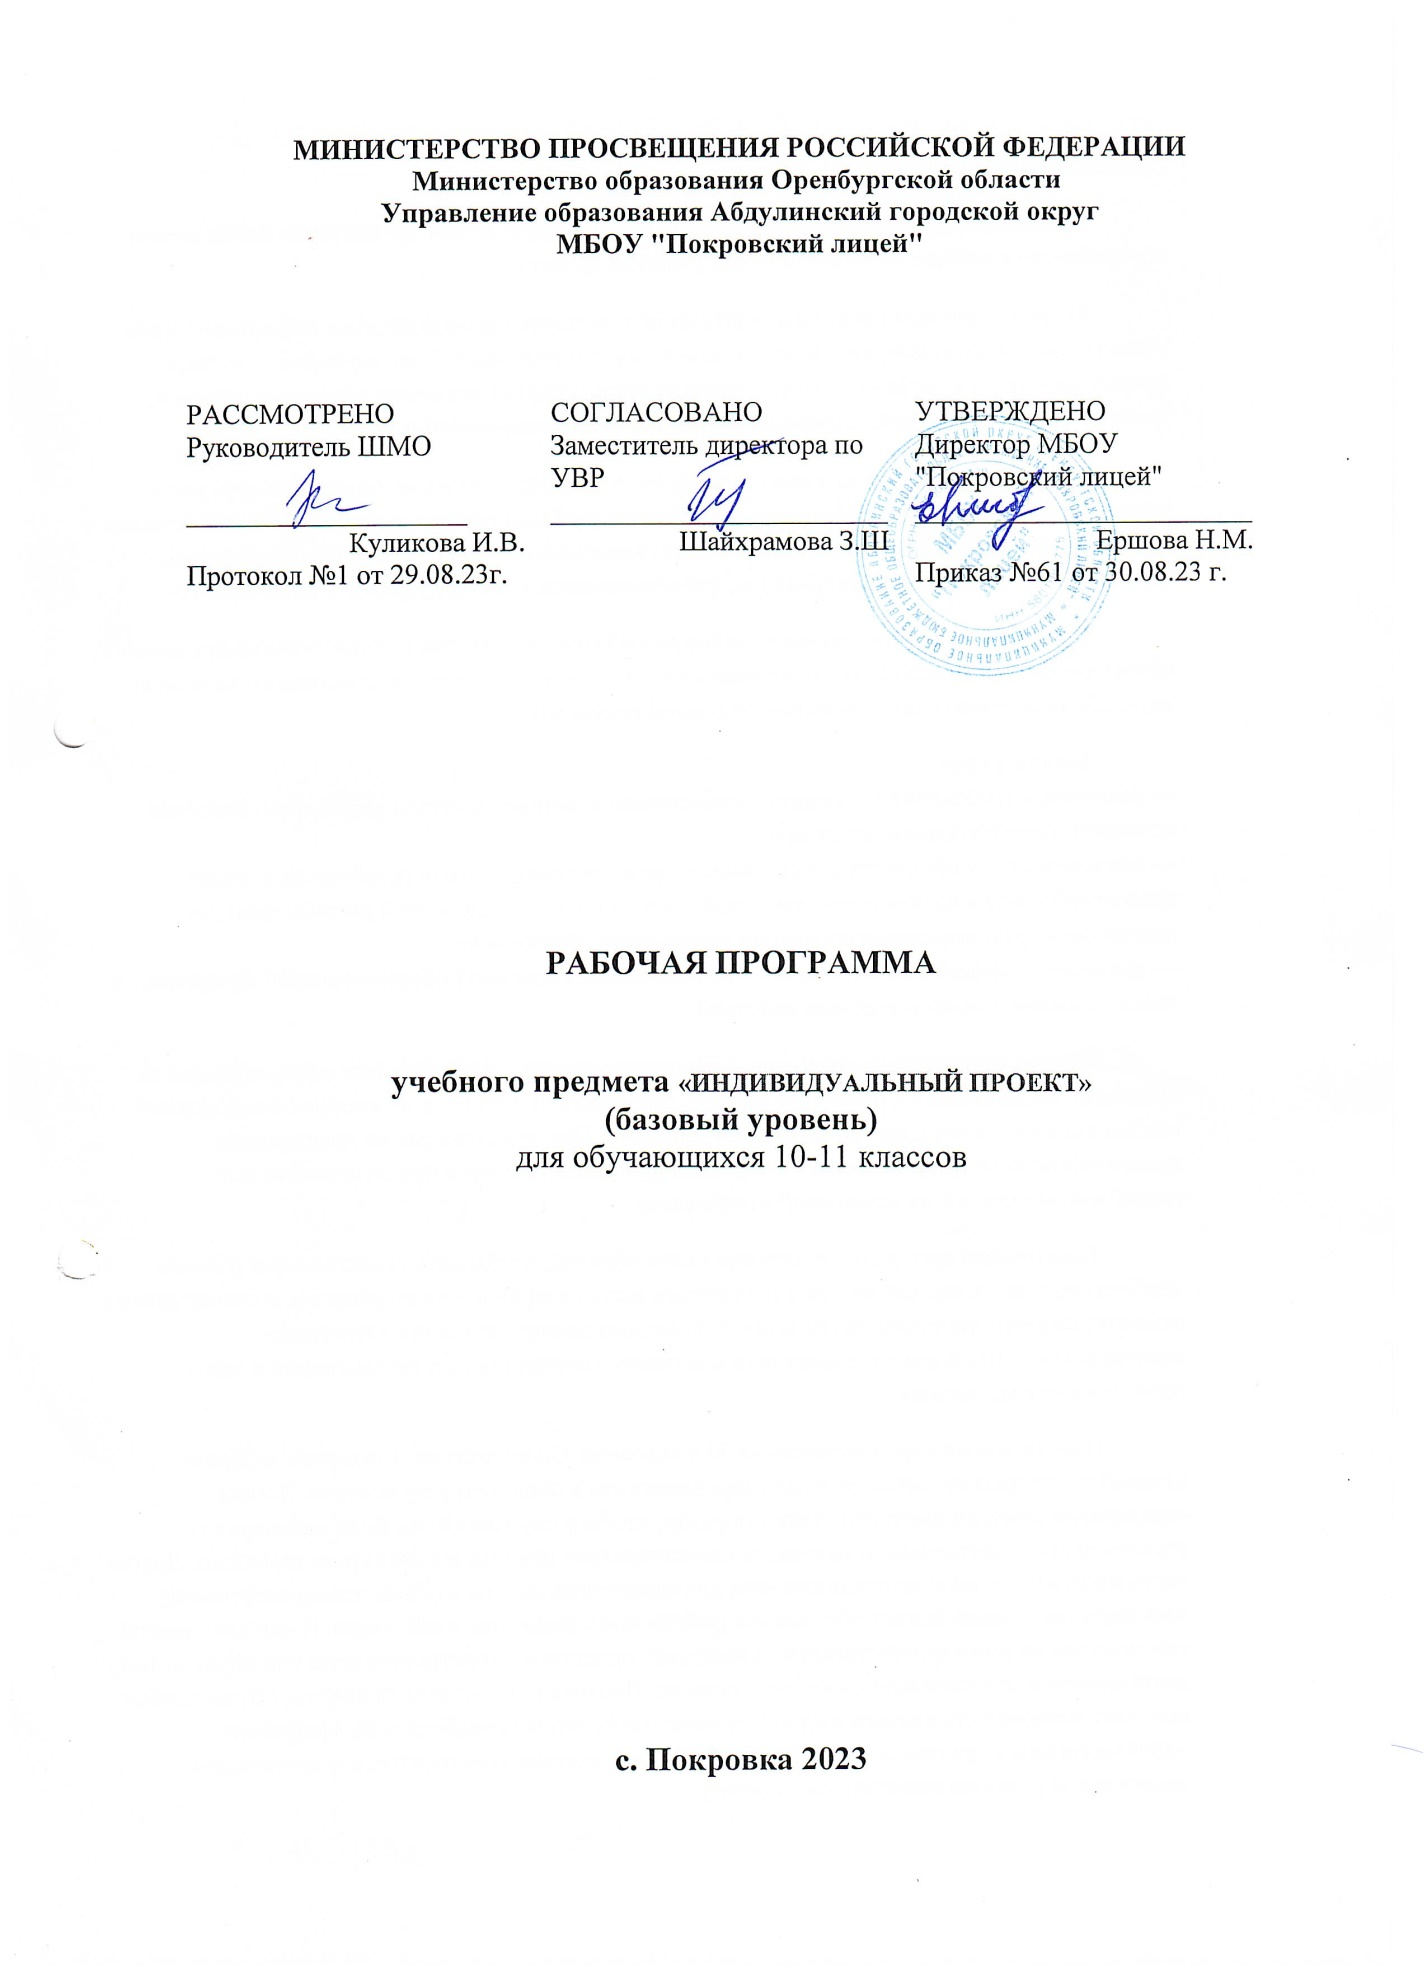 МИНИСТЕРСТВО ПРОСВЕЩЕНИЯ РОССИЙСКОЙ ФЕДЕРАЦИИ
Министерство образования Оренбургской области
Управление образования Абдулинский городской округ
МБОУ "Покровский лицей"
РАССМОТРЕНО
Руководитель ШМО
Куликова И.В.
Протокол №1 от 29.08.23г.
СОГЛАСОВАНО
Заместитель директора по
УВР
Шайхрамова З.Ш
УТВЕРЖДЕНО
Директор МБОУ
"Покровский лицей"
Ершова Н.М.
Приказ №61 от 30.08.23 г.
РАБОЧАЯ ПРОГРАММА
учебного предмета «ИНДИВИДУАЛЬНЫЙ ПРОЕКТ»
(базовый уровень)
для обучающихся 10-11 классов
с. Покровка 2023